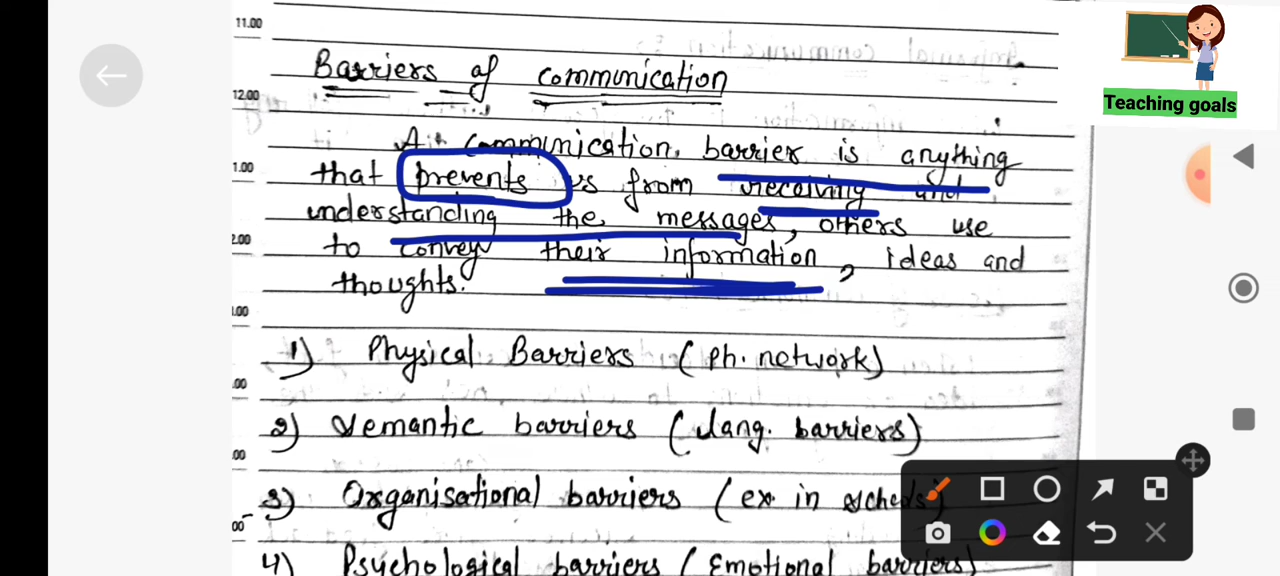 11.00
Teaching goals
Barriers of communication
12.00
A communication barrier is anything
1.00
that prevents us from receiving and
understanding the messages, others use
2.00
to convey their information, ideas and
thoughts.
1) Physical Barriers (Ph. network)
2) Semantic barriers (Lang. barriers)
3) Organisational barriers (ex in
4) Psychological barriers (Emotional barriers)